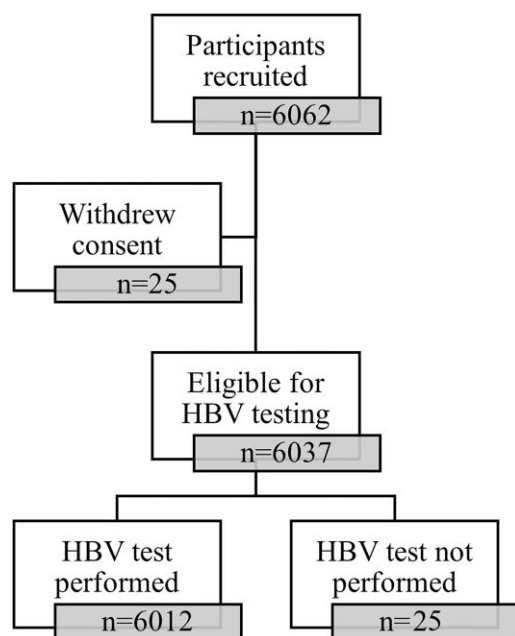 Participants
recruited
n=6062
Withdrew
consent
n=25
Eligible for
HBV testing
n=6037
HBV test
performed
n=6012
HBV test not
performed
n=25